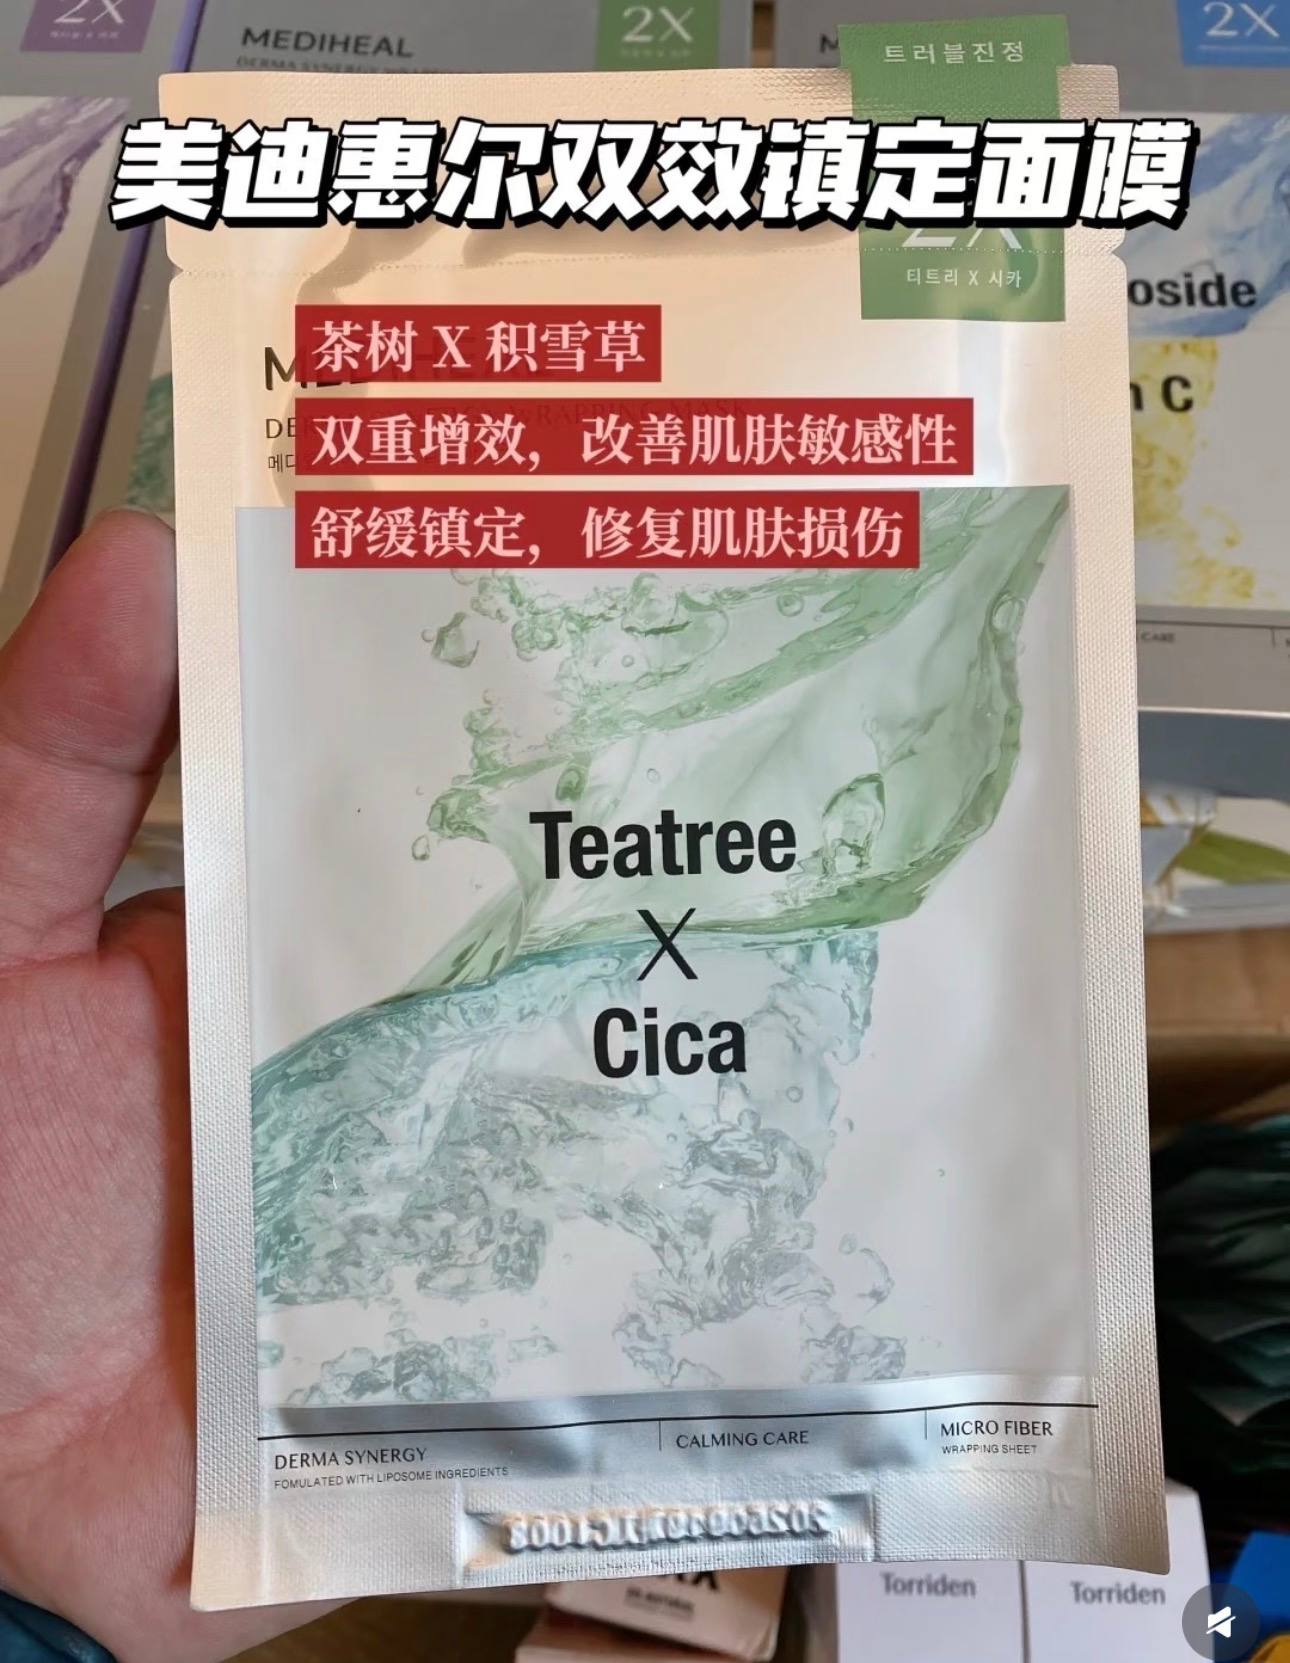 2X
MEDIHEAL
2X
2X
트러블진정
美迪惠尔双效镇定面膜
2X
티트리 X 시카
oside
n C
茶树 X 积雪草
双重增效，改善肌肤敏感性
舒缓镇定，修复肌肤损伤
Teatree
X
Cica
DERMA SYNERGY
FOMULATED WITH LIPOSOME INGREDIENTS
CALMING CARE
MICRO FIBER
WRAPPING SHEET
Torriden
Torriden